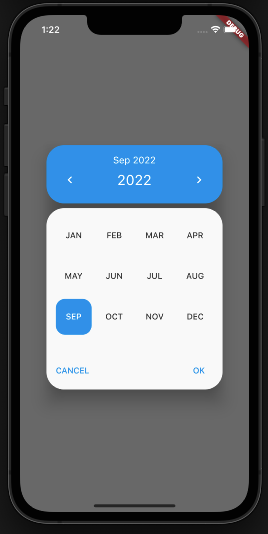 1:22
DEBUG
Sep 2022
2022
JAN FEB MAR APR
MAY JUN JUL AUG
SEP OCT NOV DEC
CANCEL OK